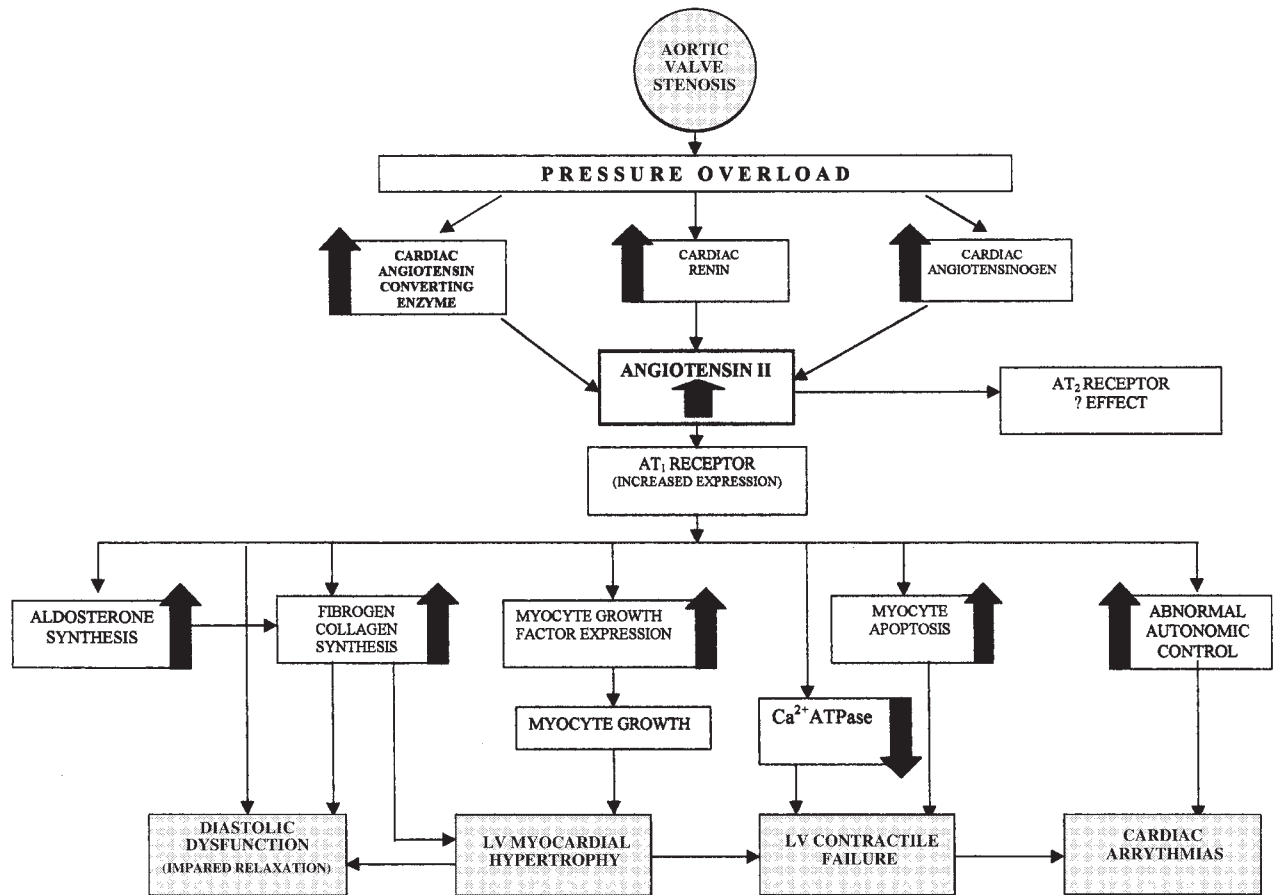 AORTIC
VALVE
STENOSIS
PRESSURE OVERLOAD
CARDIAC
ANGIOTENSIN
CONVERTING
ENZYME
CARDIAC
RENIN
CARDIAC
ANGIOTENSINOGEN
ANGIOTENSIN II
AT₂ RECEPTOR
? EFFECT
AT₁ RECEPTOR
(INCREASED EXPRESSION)
ALDOSTERONE
SYNTHESIS
FIBROGEN
COLLAGEN
SYNTHESIS
MYOCYTE GROWTH
FACTOR EXPRESSION
MYOCYTE
APOPTOSIS
ABNORMAL
AUTONOMIC
CONTROL
MYOCYTE GROWTH
Ca²⁺ ATPase
DIASTOLIC
DYSFUNCTION
(IMPARED RELAXATION)
LV MYOCARDIAL
HYPERTROPHY
LV CONTRACTILE
FAILURE
CARDIAC
ARRYTHMIAS